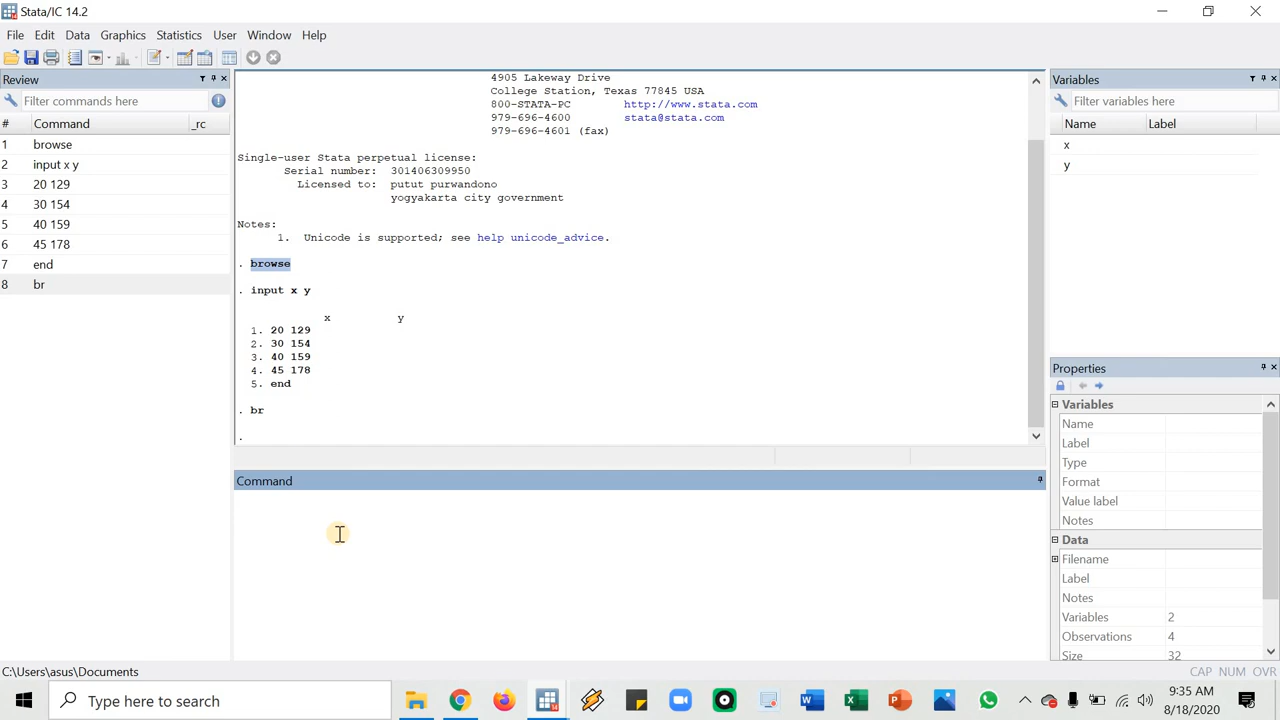 Stata/IC 14.2
File Edit Data Graphics Statistics User Window Help
Review
Filter commands here
# Command _rc
1 browse
2 input x y
3 20 129
4 30 154
5 40 159
6 45 178
7 end
8 br
4905 Lakeway Drive
College Station, Texas 77845 USA
800-STATA-PC http://www.stata.com
979-696-4600 stata@stata.com
979-696-4601 (fax)
Single-user Stata perpetual license:
Serial number: 301406309950
Licensed to: putut purwandono
yogyakarta city government
Notes:
1. Unicode is supported; see help unicode_advice.
. browse
. input x y
x y
1. 20 129
2. 30 154
3. 40 159
4. 45 178
5. end
. br
.
Command
Variables
Filter variables here
Name Label
x
y
Properties
Variables
Name
Label
Type
Format
Value label
Notes
Data
Filename
Label
Notes
Variables 2
Observations 4
Size 32
C:\Users\asus\Documents
CAP NUM OVR
Type here to search
9:35 AM
8/18/2020